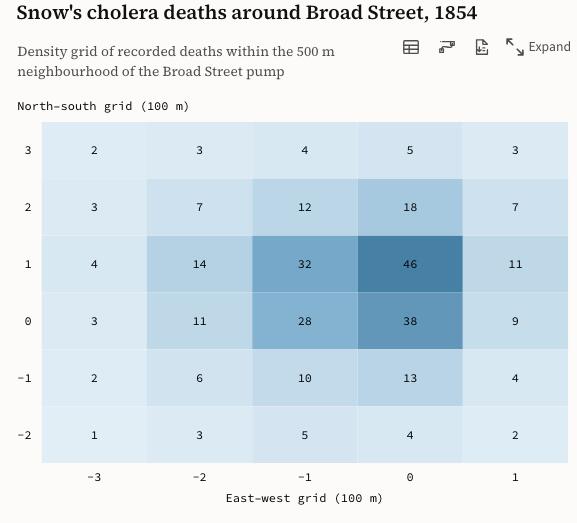 Snow's cholera deaths around Broad Street, 1854
Density grid of recorded deaths within the 500 m
neighbourhood of the Broad Street pump
Expand
North–south grid (100 m)
3 2 3 4 5 3
2 3 7 12 18 7
1 4 14 32 46 11
0 3 11 28 38 9
−1 2 6 10 13 4
−2 1 3 5 4 2
−3 −2 −1 0 1
East–west grid (100 m)